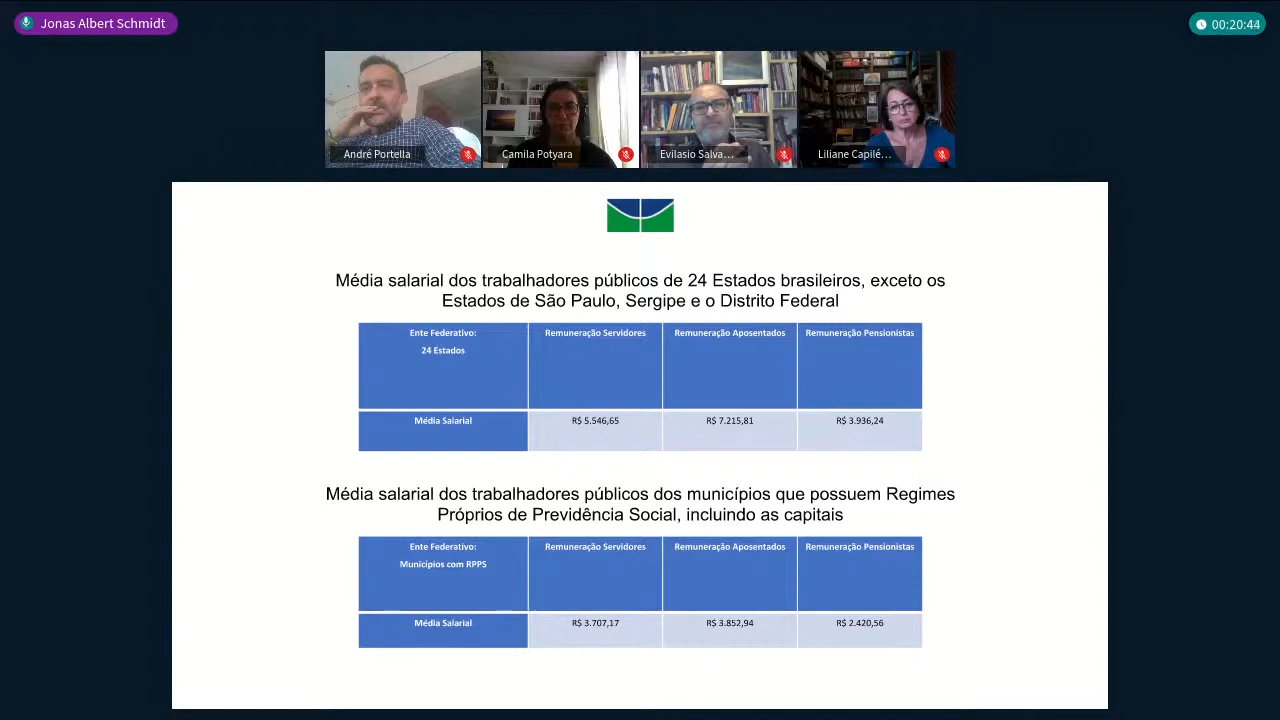 Jonas Albert Schmidt
00:20:44
André Portella
Camila Potyara
Evilasio Salva...
Liliane Capilé...
Média salarial dos trabalhadores públicos de 24 Estados brasileiros, exceto os
Estados de São Paulo, Sergipe e o Distrito Federal
Ente Federativo:
24 Estados
Remuneração Servidores
Remuneração Aposentados
Remuneração Pensionistas
Média Salarial
R$ 5.546,65
R$ 7.215,81
R$ 3.936,24
Média salarial dos trabalhadores públicos dos municípios que possuem Regimes
Próprios de Previdência Social, incluindo as capitais
Ente Federativo:
Municípios com RPPS
Remuneração Servidores
Remuneração Aposentados
Remuneração Pensionistas
Média Salarial
R$ 3.707,17
R$ 3.852,94
R$ 2.420,56